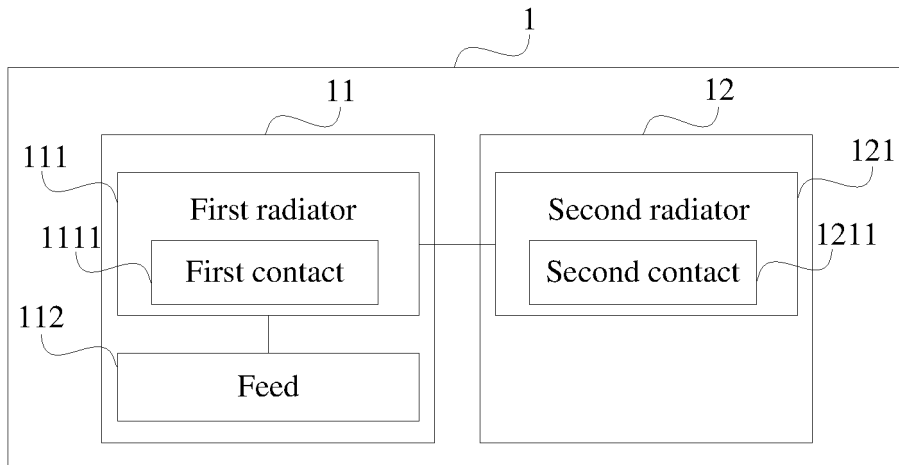 1
11
12
111
121
First radiator
Second radiator
1111
1211
First contact
Second contact
112
Feed